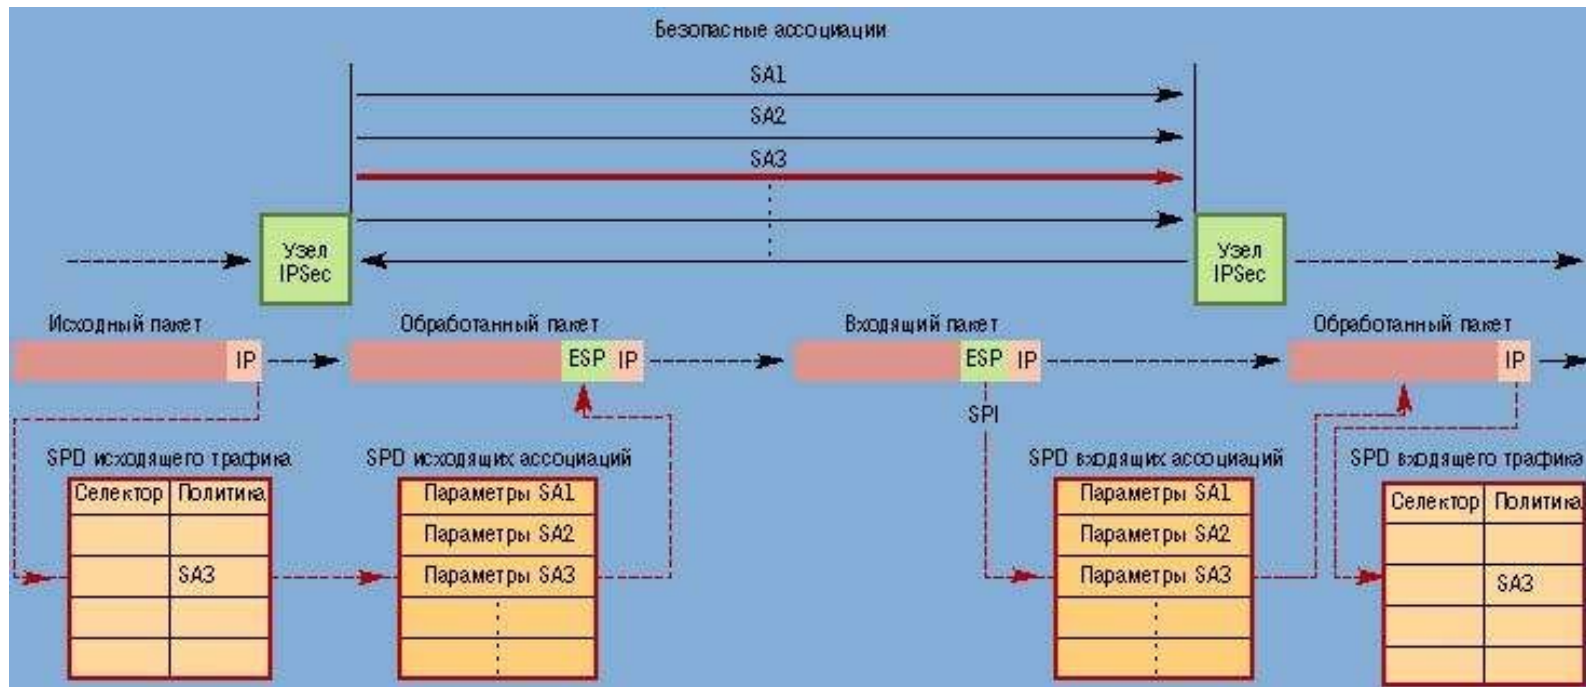 Безопасные ассоциации
SA1
SA2
SA3
Узел
IPSec
Узел
IPSec
Исходный пакет
Обработанный пакет
Входящий пакет
Обработанный пакет
IP
ESP IP
ESP IP
IP
SPI
SPD исходящего трафика
SPD исходящих ассоциаций
SPD входящих ассоциаций
SPD входящего трафика
Селектор Политика
SA3
Параметры SA1
Параметры SA2
Параметры SA3
Параметры SA1
Параметры SA2
Параметры SA3
Селектор Политика
SA3